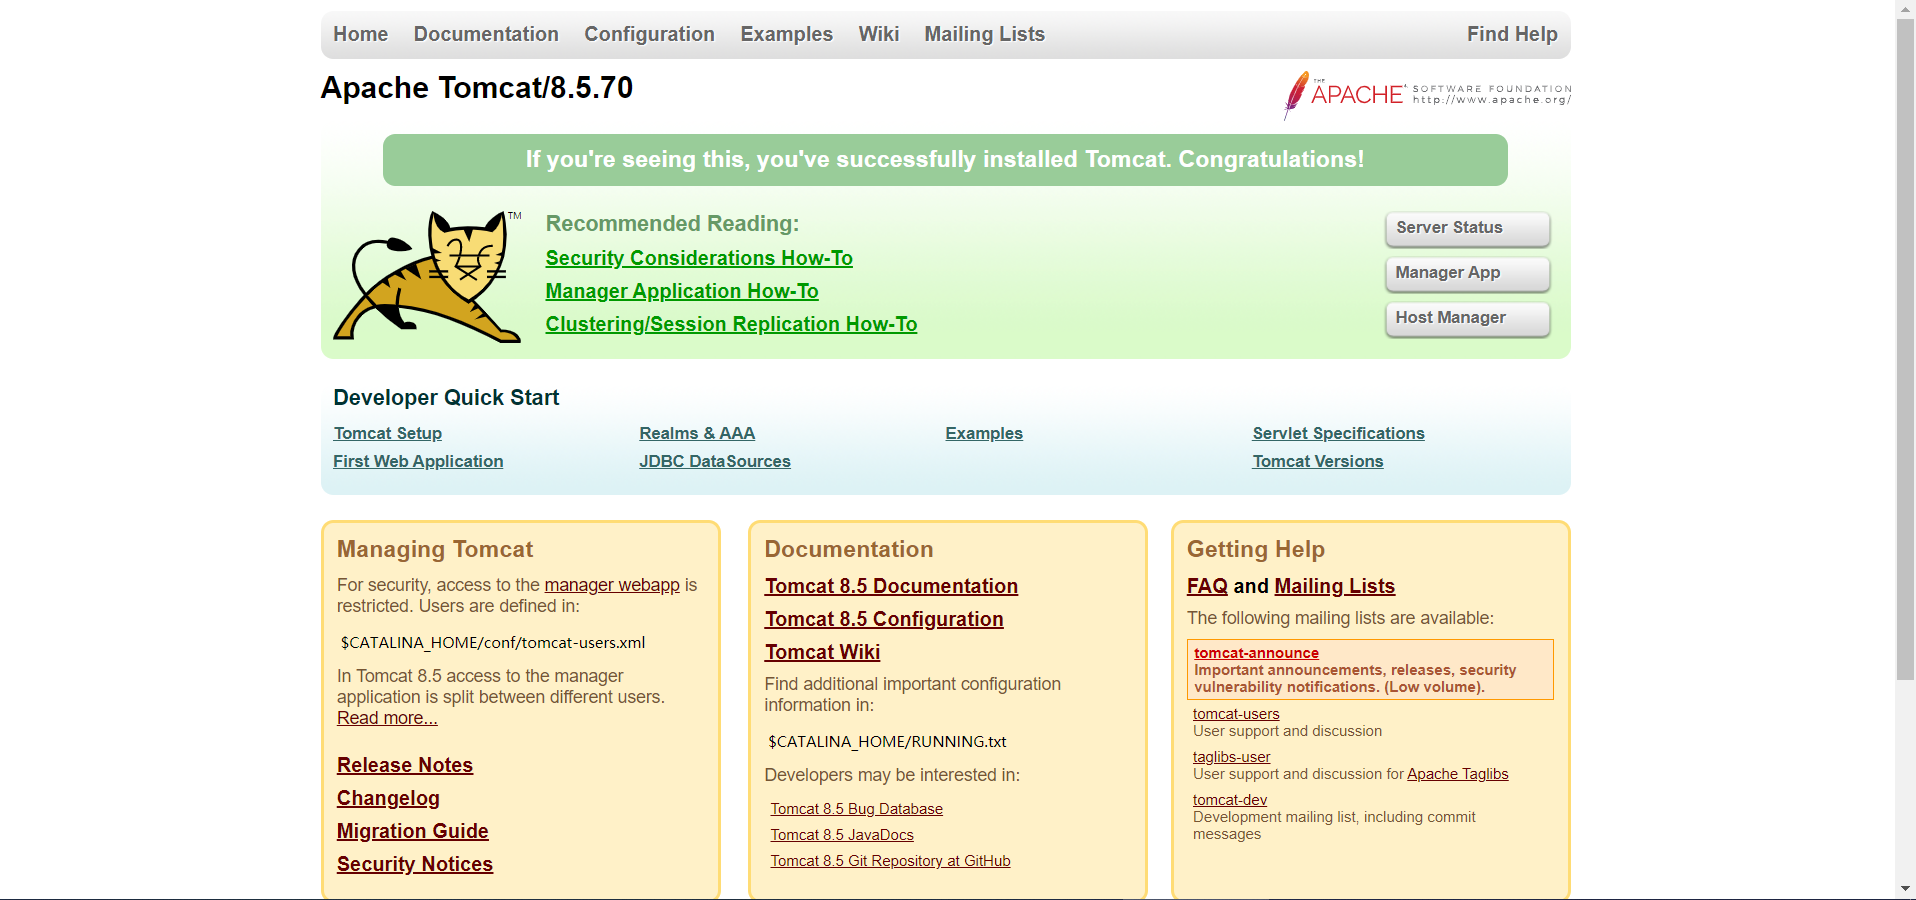 Home Documentation Configuration Examples Wiki Mailing Lists Find Help
Apache Tomcat/8.5.70
THE APACHE SOFTWARE FOUNDATION
http://www.apache.org/
If you're seeing this, you've successfully installed Tomcat. Congratulations!
TM
Recommended Reading:
Security Considerations How-To
Manager Application How-To
Clustering/Session Replication How-To
Server Status
Manager App
Host Manager
Developer Quick Start
Tomcat Setup
First Web Application
Realms & AAA
JDBC DataSources
Examples
Servlet Specifications
Tomcat Versions
Managing Tomcat
For security, access to the manager webapp is
restricted. Users are defined in:
$CATALINA_HOME/conf/tomcat-users.xml
In Tomcat 8.5 access to the manager
application is split between different users.
Read more...
Release Notes
Changelog
Migration Guide
Security Notices
Documentation
Tomcat 8.5 Documentation
Tomcat 8.5 Configuration
Tomcat Wiki
Find additional important configuration
information in:
$CATALINA_HOME/RUNNING.txt
Developers may be interested in:
Tomcat 8.5 Bug Database
Tomcat 8.5 JavaDocs
Tomcat 8.5 Git Repository at GitHub
Getting Help
FAQ and Mailing Lists
The following mailing lists are available:
tomcat-announce
Important announcements, releases, security
vulnerability notifications. (Low volume).
tomcat-users
User support and discussion
taglibs-user
User support and discussion for Apache Taglibs
tomcat-dev
Development mailing list, including commit
messages